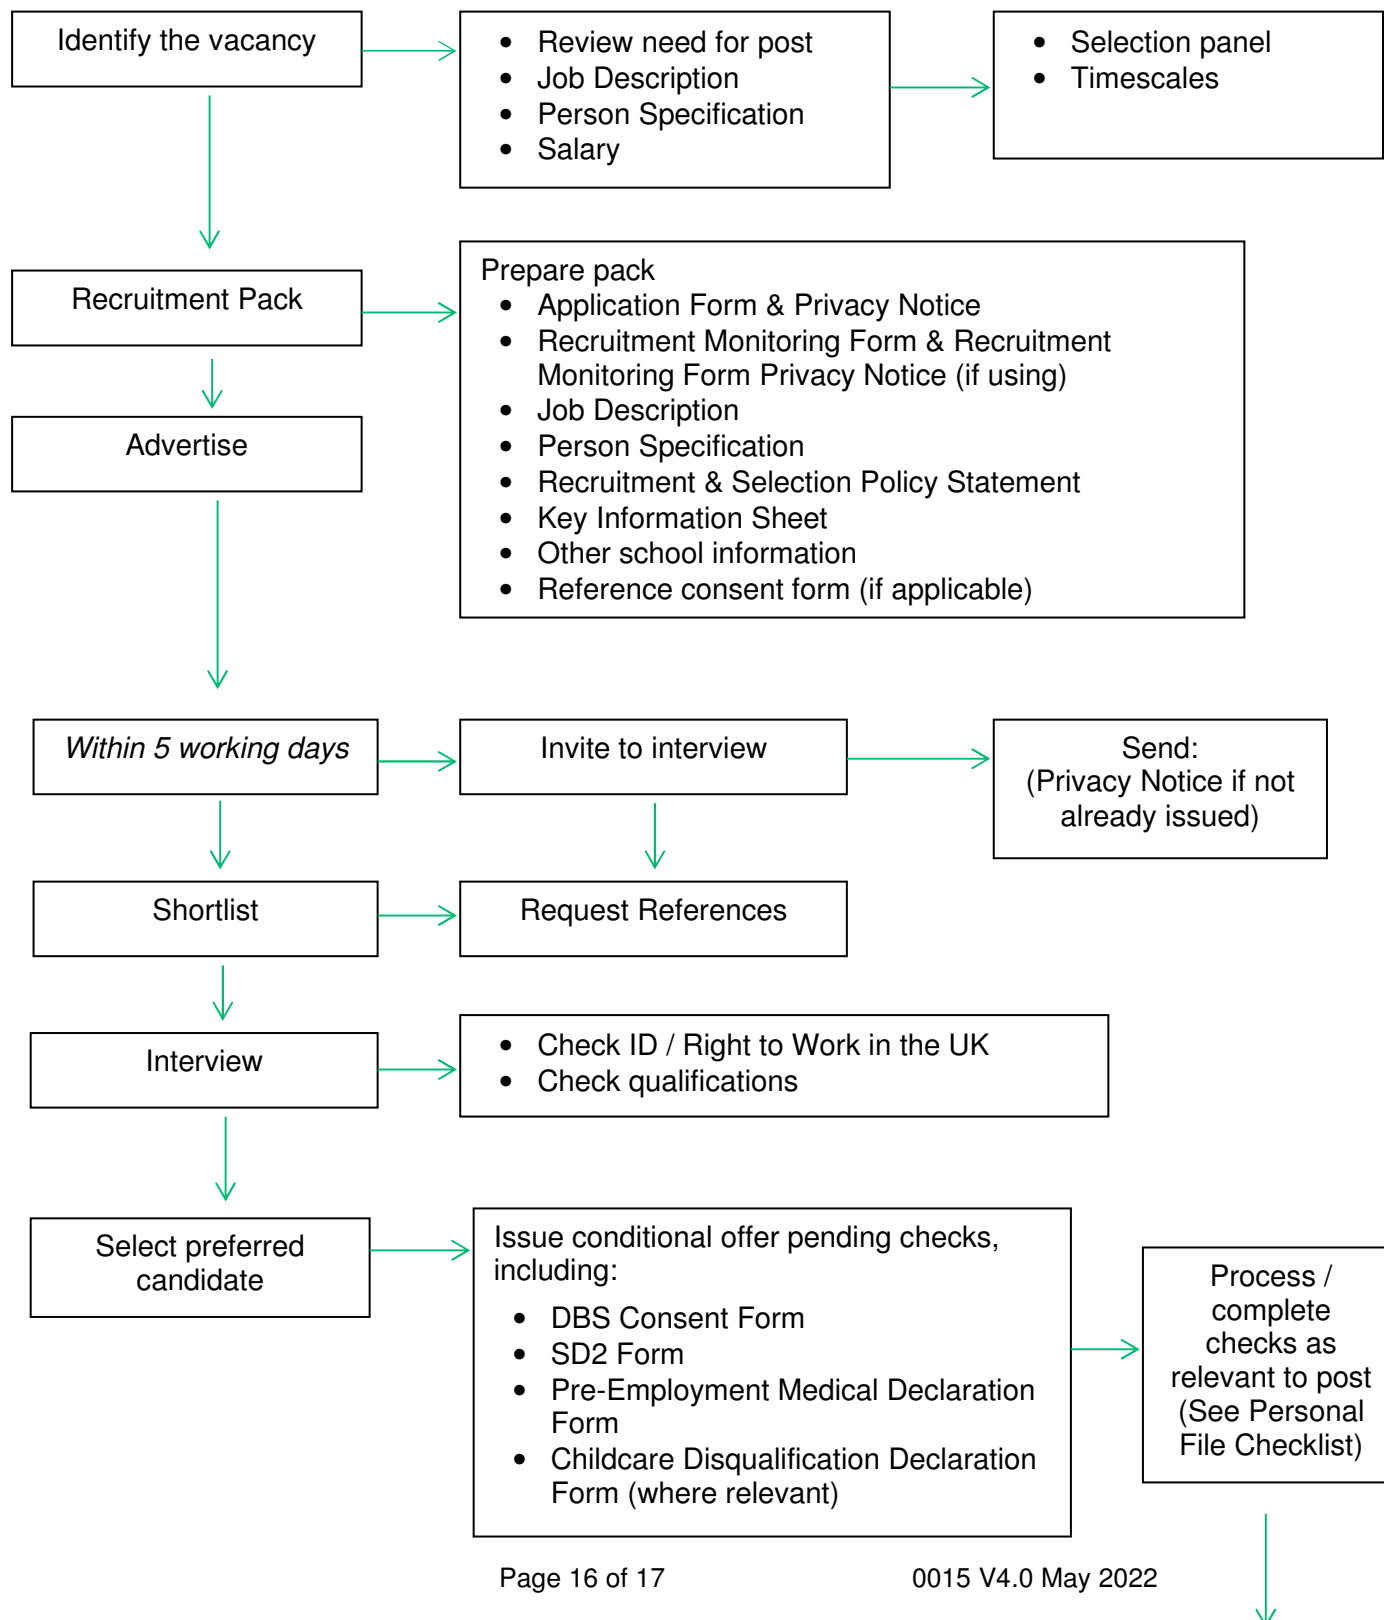 Identify the vacancy
• Review need for post
• Job Description
• Person Specification
• Salary
• Selection panel
• Timescales
Recruitment Pack
Prepare pack
• Application Form & Privacy Notice
• Recruitment Monitoring Form & Recruitment
Monitoring Form Privacy Notice (if using)
• Job Description
• Person Specification
• Recruitment & Selection Policy Statement
• Key Information Sheet
• Other school information
• Reference consent form (if applicable)
Advertise
Within 5 working days
Invite to interview
Send:
(Privacy Notice if not
already issued)
Shortlist
Request References
Interview
• Check ID / Right to Work in the UK
• Check qualifications
Select preferred
candidate
Issue conditional offer pending checks,
including:
• DBS Consent Form
• SD2 Form
• Pre-Employment Medical Declaration
Form
• Childcare Disqualification Declaration
Form (where relevant)
Process /
complete
checks as
relevant to post
(See Personal
File Checklist)
Page 16 of 17
0015 V4.0 May 2022